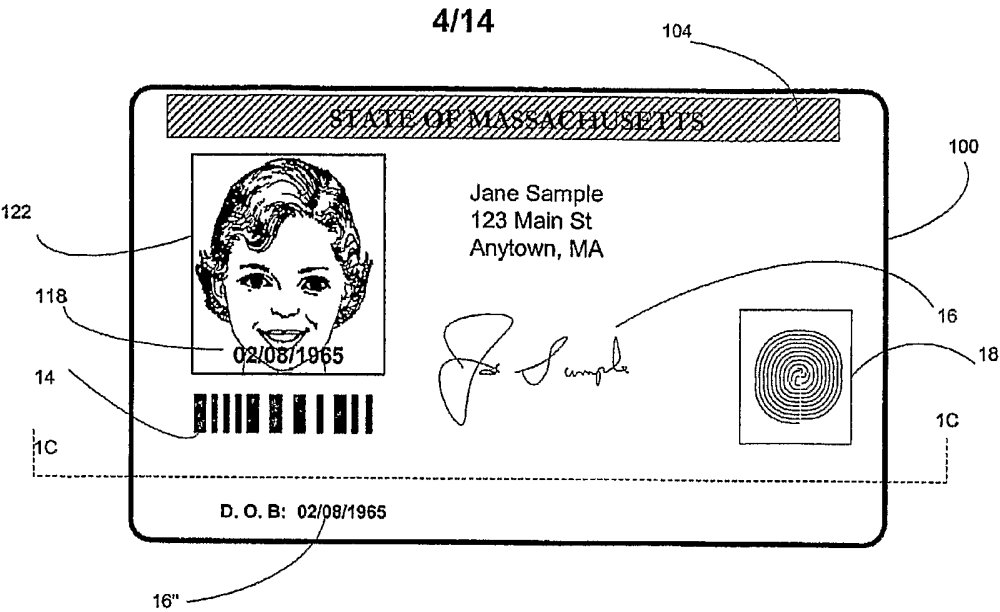 4/14
104
STATE OF MASSACHUSETTS
100
Jane Sample
123 Main St
Anytown, MA
122
118
02/08/1965
16
J Sample
18
14
1C
1C
D. O. B: 02/08/1965
16"